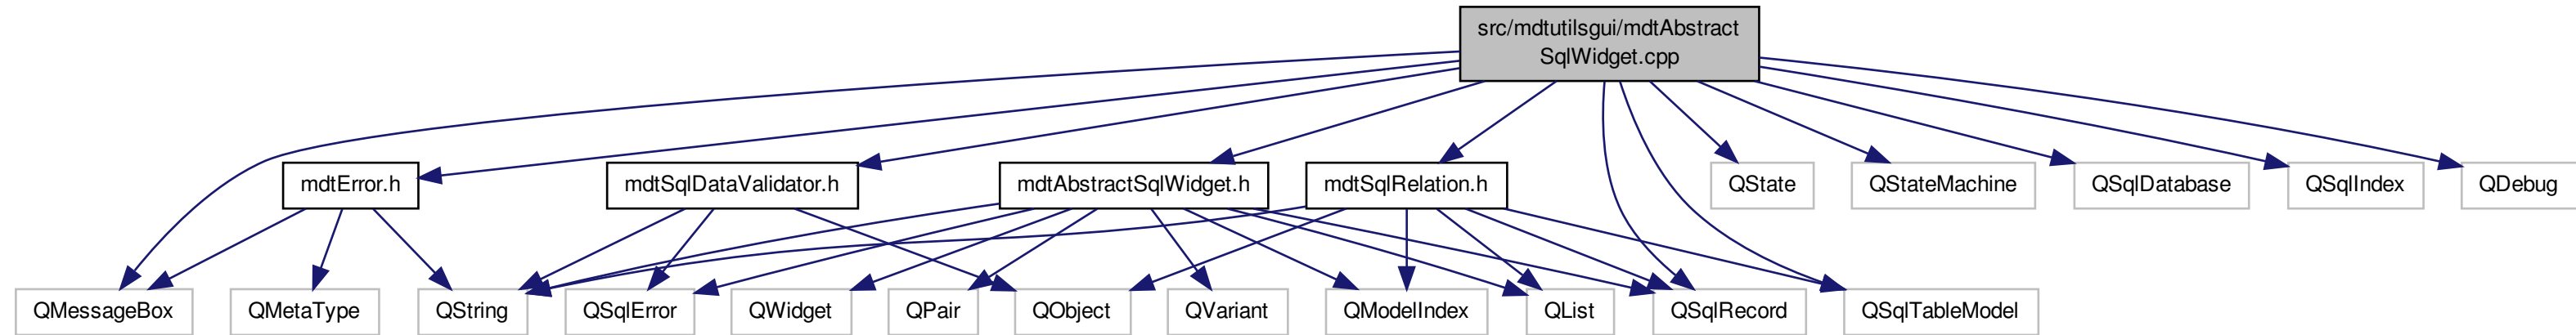 src/mdtutilsgui/mdtAbstract
SqlWidget.cpp
mdtError.h
mdtSqlDataValidator.h
mdtAbstractSqlWidget.h
mdtSqlRelation.h
QState
QStateMachine
QSqlDatabase
QSqlIndex
QDebug
QMessageBox
QMetaType
QString
QSqlError
QWidget
QPair
QObject
QVariant
QModelIndex
QList
QSqlRecord
QSqlTableModel